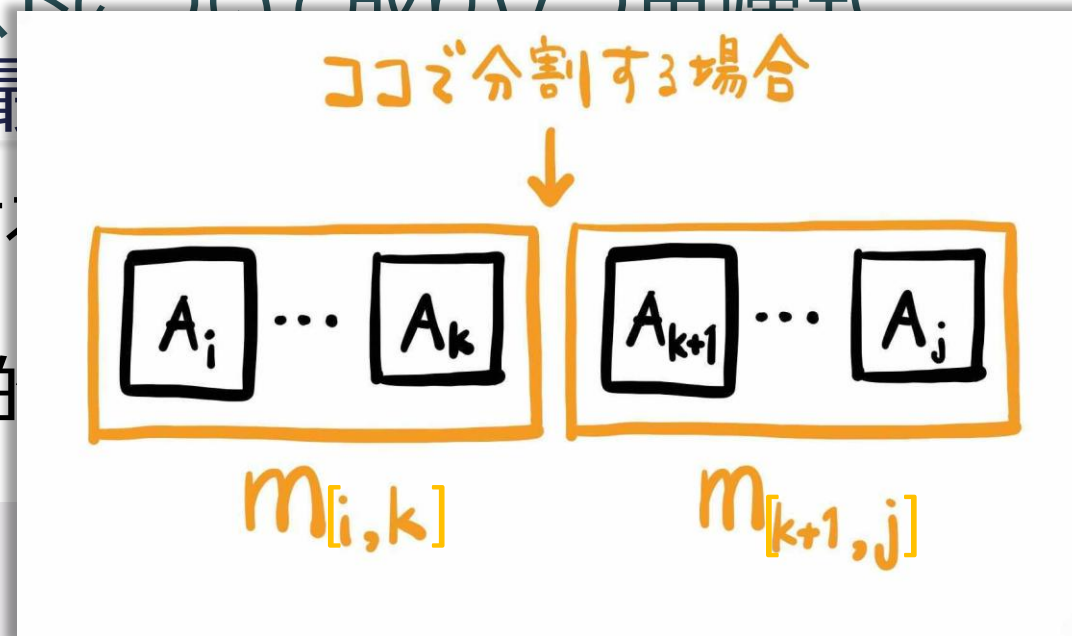 ココで分割する場合
A_i … A_k A_{k+1} … A_j
m[i,k] m[k+1,j]